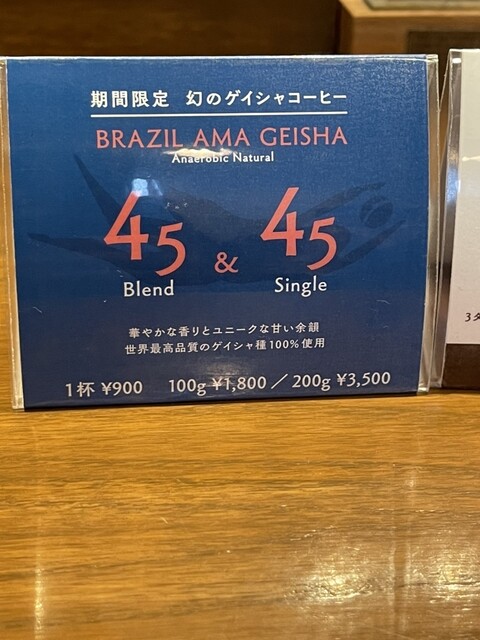 期間限定 幻のゲイシャコーヒー
BRAZIL AMA GEISHA
Anaerobic Natural
45 & 45
Blend Single
華やかな香りとユニークな甘い余韻
世界最高品質のゲイシャ種100%使用
1杯 ¥900 100g ¥1,800/200g ¥3,500
3タ